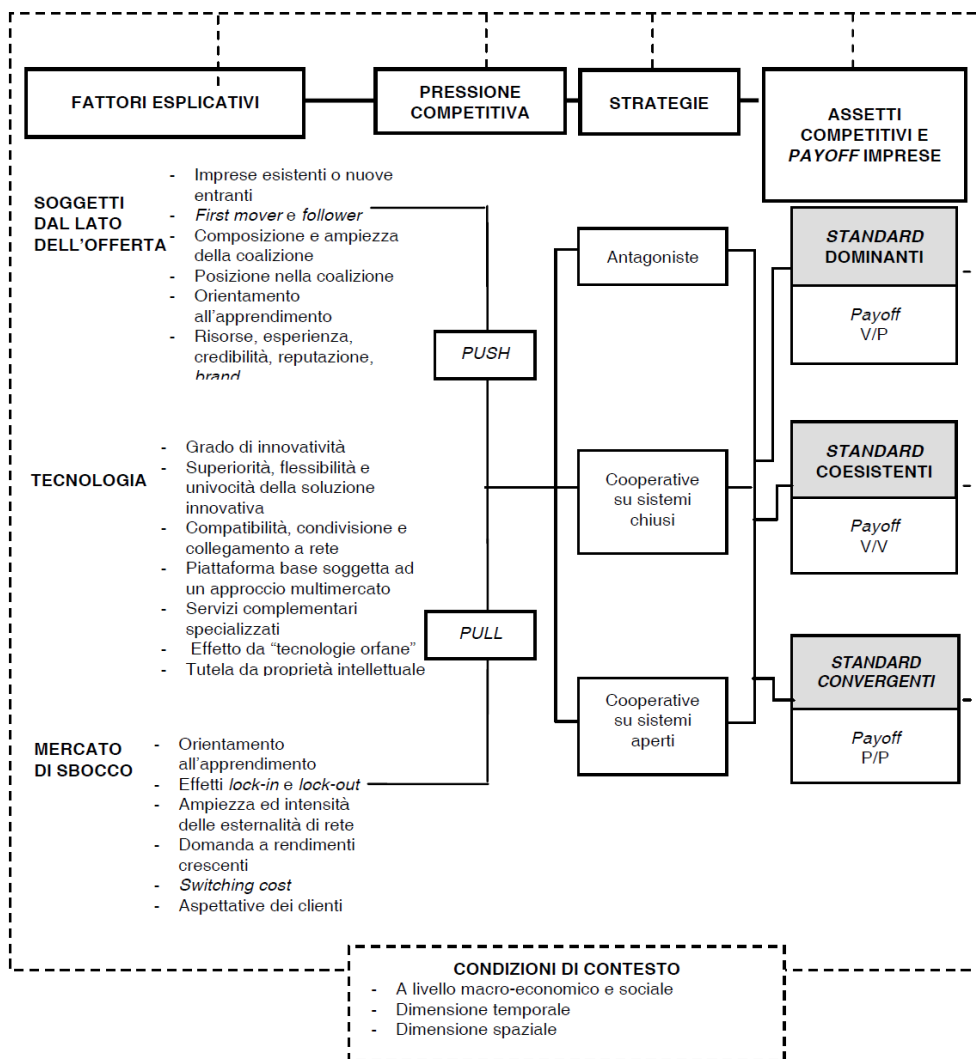 FATTORI ESPLICATIVI
PRESSIONE
COMPETITIVA
STRATEGIE
ASSETTI
COMPETITIVI E
PAYOFF IMPRESE
SOGGETTI
DAL LATO
DELL'OFFERTA
- Imprese esistenti o nuove
entranti
- First mover e follower
- Composizione e ampiezza
della coalizione
- Posizione nella coalizione
- Orientamento
all'apprendimento
- Risorse, esperienza,
credibilità, reputazione,
brand
PUSH
TECNOLOGIA
- Grado di innovatività
- Superiorità, flessibilità e
univocità della soluzione
innovativa
- Compatibilità, condivisione e
collegamento a rete
- Piattaforma base soggetta ad
un approccio multimercato
- Servizi complementari
specializzati
- Effetto da "tecnologie orfane"
- Tutela da proprietà intellettuale
PULL
MERCATO
DI SBOCCO
- Orientamento
all'apprendimento
- Effetti lock-in e lock-out
- Ampiezza ed intensità
delle esternalità di rete
- Domanda a rendimenti
crescenti
- Switching cost
- Aspettative dei clienti
Antagoniste
Cooperative
su sistemi
chiusi
Cooperative
su sistemi
aperti
STANDARD
DOMINANTI
Payoff
V/P
STANDARD
COESISTENTI
Payoff
V/V
STANDARD
CONVERGENTI
Payoff
P/P
CONDIZIONI DI CONTESTO
- A livello macro-economico e sociale
- Dimensione temporale
- Dimensione spaziale